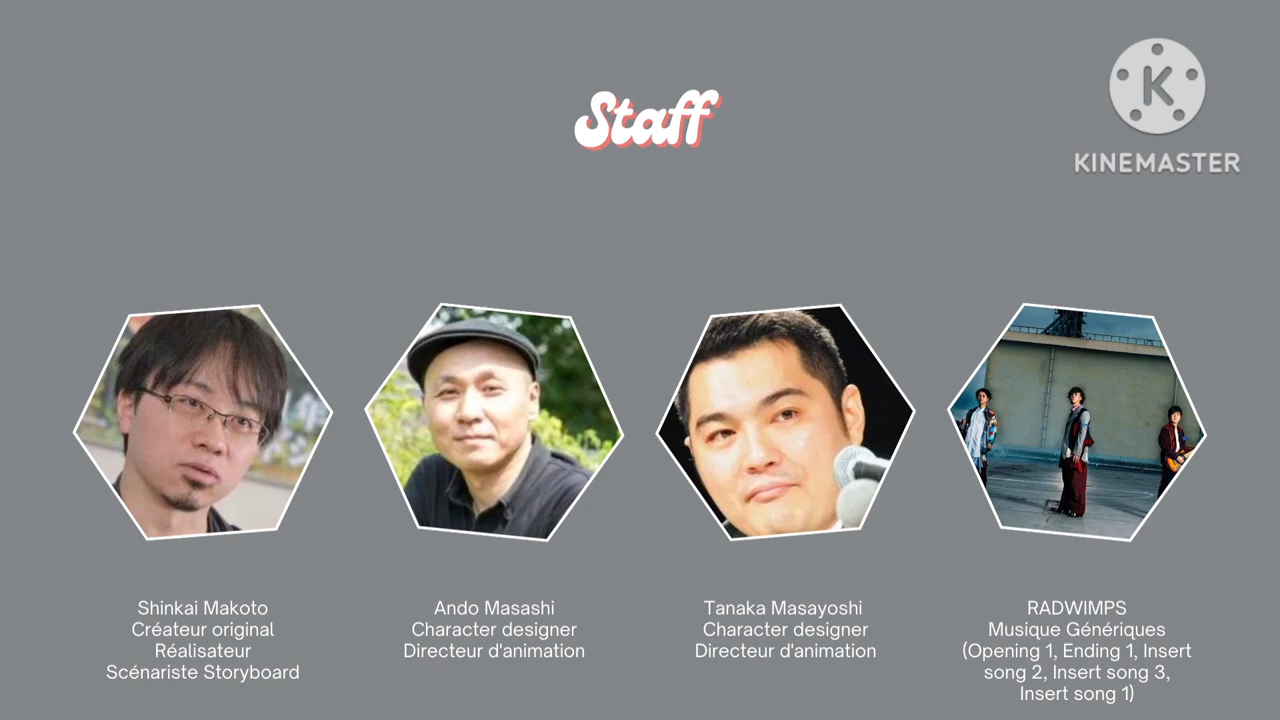 Staff
K
KINEMASTER
Shinkai Makoto
Créateur original
Réalisateur
Scénariste Storyboard
Ando Masashi
Character designer
Directeur d'animation
Tanaka Masayoshi
Character designer
Directeur d'animation
RADWIMPS
Musique Génériques
(Opening 1, Ending 1, Insert
song 2, Insert song 3,
Insert song 1)